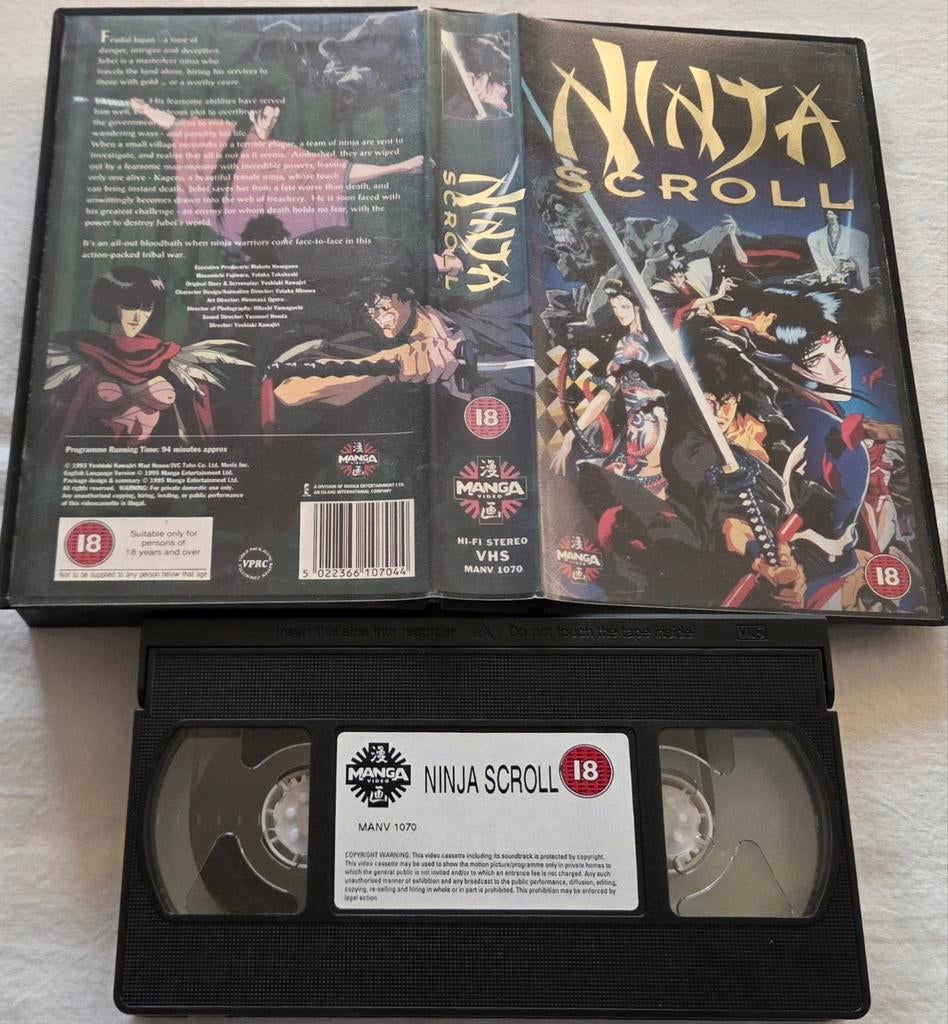 Feudal Japan - a time of
danger, intrigue and deception.
Jubei is a masterless ninja who
travels the land alone, hiring his services to
those with gold ... or a worthy cause.
His fearsome abilities have served
him well, plot to overthrow
the government to end his
wandering ways - and possibly his life.
When a small village succumbs to a terrible plague, a team of ninja are sent to
investigate, and realise that all is not as it seems. Ambushed, they are wiped
out by a fearsome man-monster with incredible powers, leaving
only one alive - Kagero, a beautiful female ninja, whose touch
can bring instant death. Jubei saves her from a fate worse than death, and
unwittingly becomes drawn into the web of treachery. He is soon faced with
his greatest challenge - an enemy for whom death holds no fear, with the
power to destroy Jubei's world.
It's an all-out bloodbath when ninja warriors come face-to-face in this
action-packed tribal war.
Executive Producers: Makoto Hasegawa
Masamichi Fujiwara, Yutaka Takahashi
Original Story & Screenplay: Yoshiaki Kawajiri
Character Design/Animation Director: Yutaka Minowa
Art Director: Hiromasa Ogura
Director of Photography: Hitoshi Yamaguchi
Sound Director: Yasunori Honda
Director: Yoshiaki Kawajiri
Programme Running Time: 94 minutes approx
© 1993 Yoshiaki Kawajiri Mad House/JVC Toho Co. Ltd. Movic Inc.
English Language Version © 1995 Manga Entertainment Ltd.
Package design & summary © 1995 Manga Entertainment Ltd.
All rights reserved. WARNING: For private domestic use only.
Any unauthorised copying, hiring, lending, or public performance
of this videocassette is illegal.
MANGA
VIDEO
A DIVISION OF MANGA ENTERTAINMENT LTD.
AN ISLAND INTERNATIONAL COMPANY
18
Suitable only for
persons of
18 years and over
Not to be supplied to any person below that age
VPRC
5 022366 107044
NINJA
SCROLL
18
漫
MANGA
VIDEO
画
HI-FI STEREO
VHS
MANV 1070
NINJA
SCROLL
MANGA
VIDEO
18
Insert this side into recorder
Do not touch the tape inside
VHS
漫
MANGA
VIDEO
画
NINJA SCROLL
18
MANV 1070
COPYRIGHT WARNING. This video cassette including its soundtrack is protected by copyright.
This video cassette may be used to show the motion picture/programme only in private homes to
which the general public is not invited and/or to which an entrance fee is not charged. Any such
unauthorised manner of exhibition and any broadcast to the public performance, diffusion, editing,
copying, re-selling and hiring in whole or in part is prohibited. This prohibition may be enforced by
legal action.